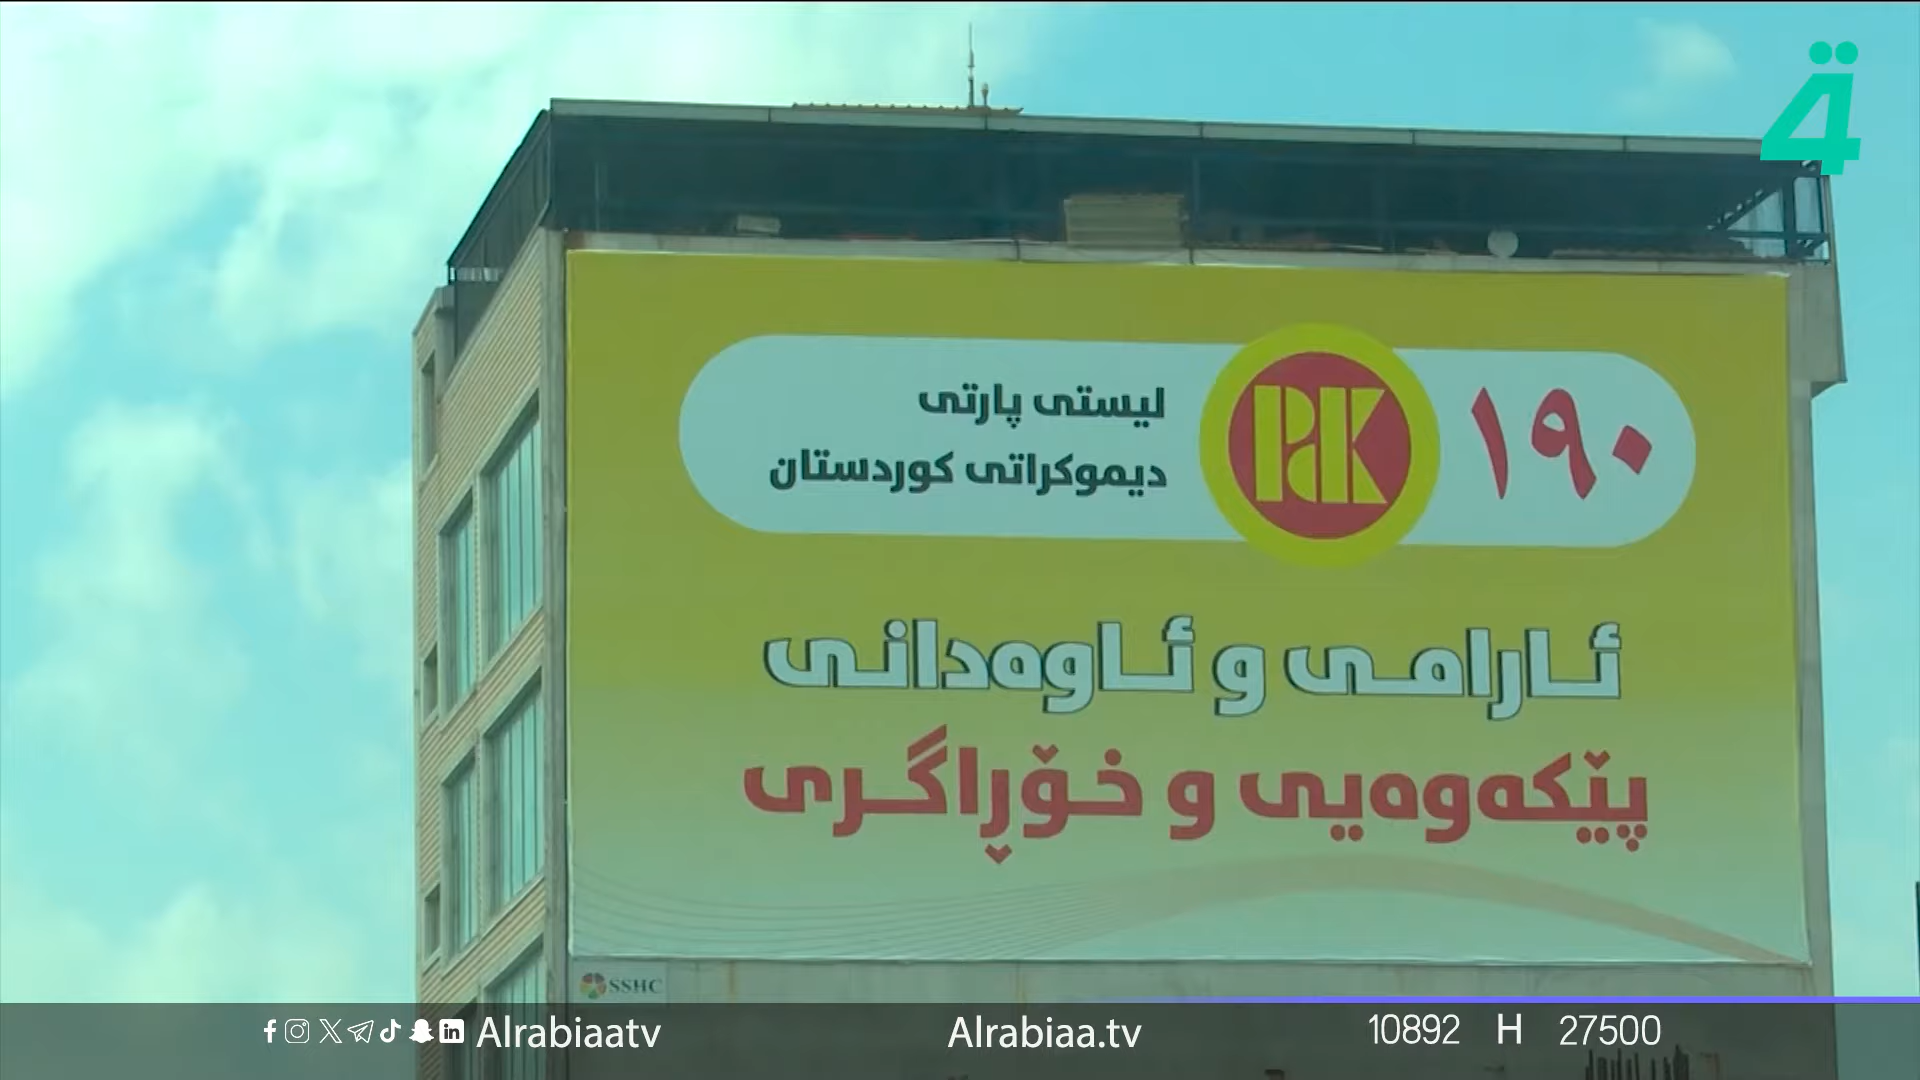 لیستی پارتی
دیموکراتی کوردستان
PDK
١٩٠
ئارامی و ئاوەدانی
پێکەوەیی و خۆڕاگری
SSHC
Alrabiaatv
Alrabiaa.tv
10892 H 27500